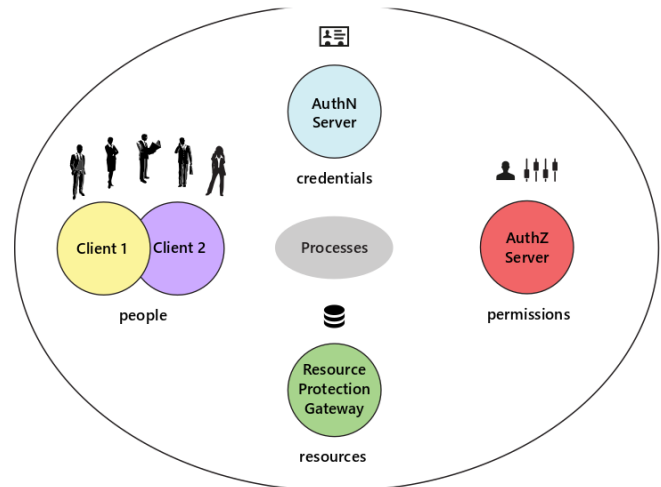 AuthN
Server
credentials
Client 1
Client 2
people
Processes
AuthZ
Server
permissions
Resource
Protection
Gateway
resources